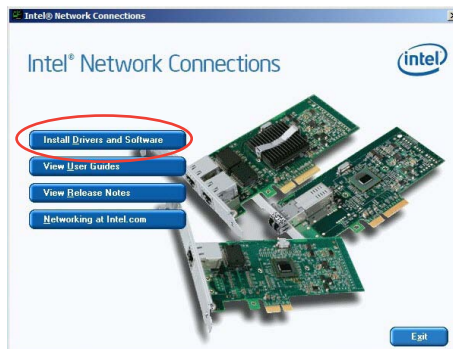 Intel® Network Connections
Intel® Network Connections
intel
Install Drivers and Software
View User Guides
View Release Notes
Networking at Intel.com
Exit